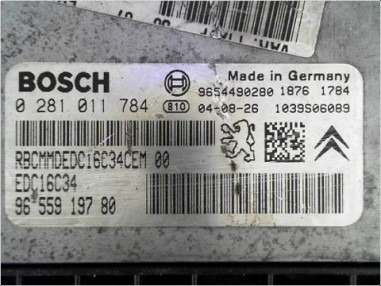 BOSCH
Made in Germany
9654490280 1876 1784
0 281 011 784 810 04-08-26 1039S06089
RBCMMDEDC16C34CEM 00
EDC16C34
96 559 197 80